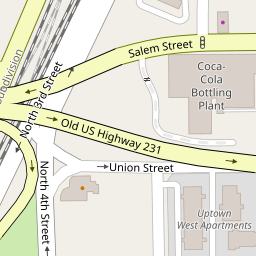 Salem Street
Coca-
Cola
Bottling
Plant
bdivision
North 3rd Street
Old US Highway 231
Union Street
North 4th Street
Uptown
West Apartments